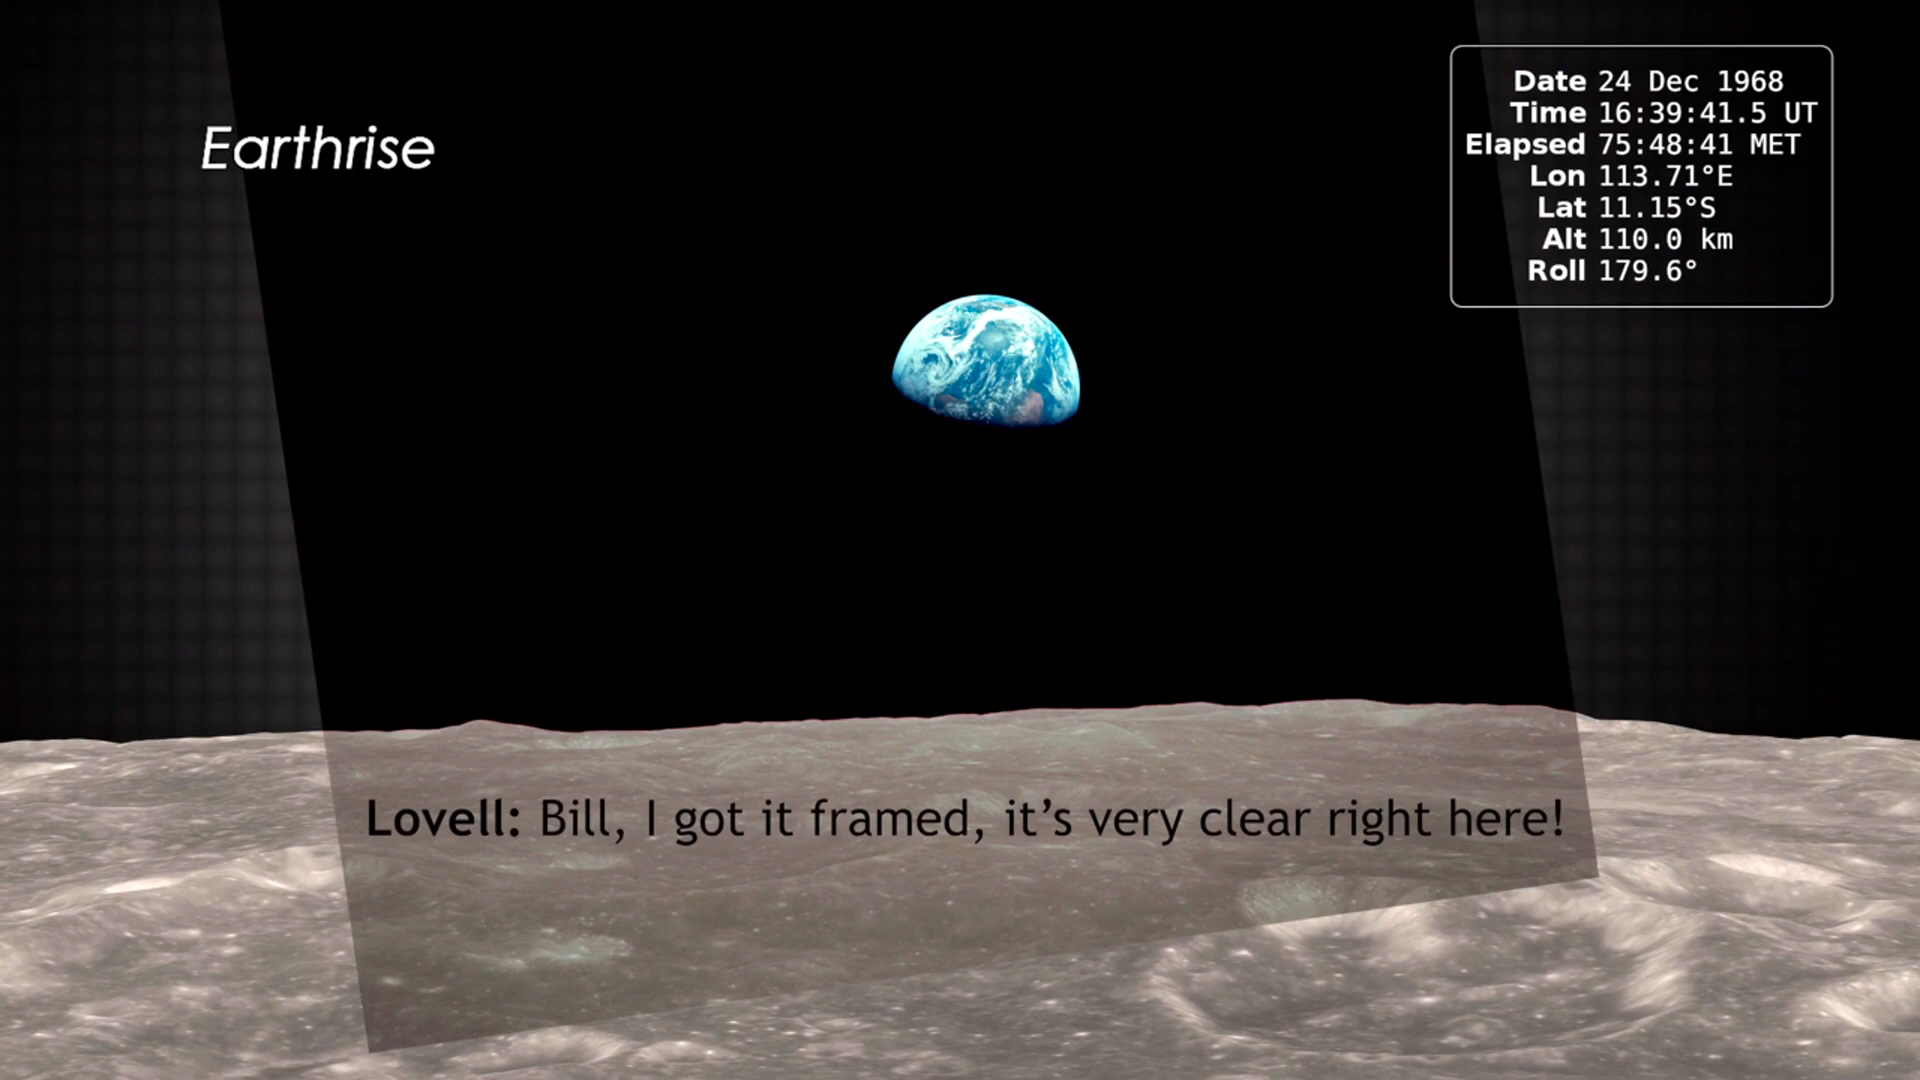 Earthrise
Date 24 Dec 1968
Time 16:39:41.5 UT
Elapsed 75:48:41 MET
Lon 113.71°E
Lat 11.15°S
Alt 110.0 km
Roll 179.6°
Lovell: Bill, I got it framed, it’s very clear right here!